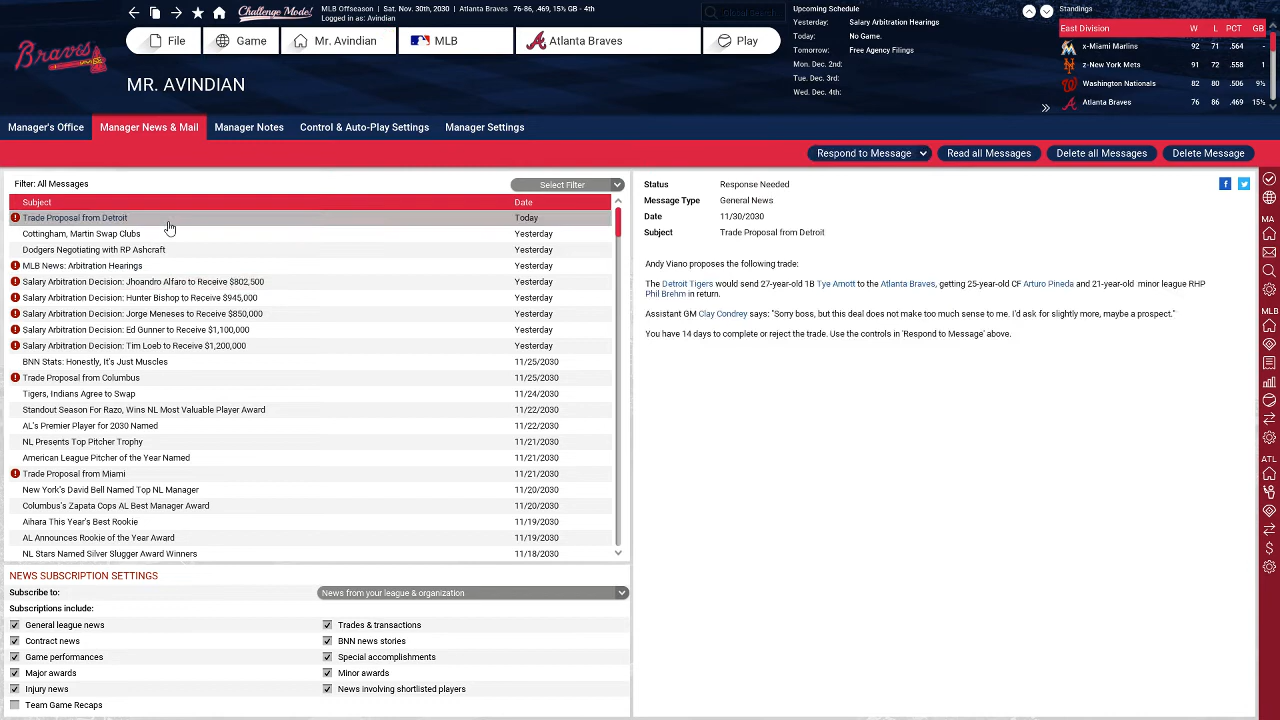 Challenge Mode!
MLB Offseason | Sat. Nov. 30th, 2030 | Atlanta Braves 76-86, .469, 15½ GB - 4th
Logged in as: Avindian
Global Search
File
Game
Mr. Avindian
MLB
Atlanta Braves
Play
Braves
MR. AVINDIAN
Upcoming Schedule
Yesterday: Salary Arbitration Hearings
Today: No Game.
Tomorrow: Free Agency Filings
Mon. Dec. 2nd:
Tue. Dec. 3rd:
Wed. Dec. 4th:
Standings
East Division W L PCT GB
x-Miami Marlins 92 71 .564 -
z-New York Mets 91 72 .558 1
Washington Nationals 82 80 .506 9½
Atlanta Braves 76 86 .469 15½
Manager's Office
Manager News & Mail
Manager Notes
Control & Auto-Play Settings
Manager Settings
Respond to Message
Read all Messages
Delete all Messages
Delete Message
Filter: All Messages
Select Filter
Subject Date
Trade Proposal from Detroit Today
Cottingham, Martin Swap Clubs Yesterday
Dodgers Negotiating with RP Ashcraft Yesterday
MLB News: Arbitration Hearings Yesterday
Salary Arbitration Decision: Jhoandro Alfaro to Receive $802,500 Yesterday
Salary Arbitration Decision: Hunter Bishop to Receive $945,000 Yesterday
Salary Arbitration Decision: Jorge Meneses to Receive $850,000 Yesterday
Salary Arbitration Decision: Ed Gunner to Receive $1,100,000 Yesterday
Salary Arbitration Decision: Tim Loeb to Receive $1,200,000 Yesterday
BNN Stats: Honestly, It's Just Muscles 11/25/2030
Trade Proposal from Columbus 11/25/2030
Tigers, Indians Agree to Swap 11/24/2030
Standout Season For Razo, Wins NL Most Valuable Player Award 11/22/2030
AL's Premier Player for 2030 Named 11/22/2030
NL Presents Top Pitcher Trophy 11/21/2030
American League Pitcher of the Year Named 11/21/2030
Trade Proposal from Miami 11/21/2030
New York's David Bell Named Top NL Manager 11/20/2030
Columbus's Zapata Cops AL Best Manager Award 11/20/2030
Aihara This Year's Best Rookie 11/19/2030
AL Announces Rookie of the Year Award 11/19/2030
NL Stars Named Silver Slugger Award Winners 11/18/2030
NEWS SUBSCRIPTION SETTINGS
Subscribe to: News from your league & organization
Subscriptions include:
General league news Trades & transactions
Contract news BNN news stories
Game performances Special accomplishments
Major awards Minor awards
Injury news News involving shortlisted players
Team Game Recaps
Status Response Needed
Message Type General News
Date 11/30/2030
Subject Trade Proposal from Detroit
Andy Viano proposes the following trade:
The Detroit Tigers would send 27-year-old 1B Tye Amott to the Atlanta Braves, getting 25-year-old CF Arturo Pineda and 21-year-old minor league RHP
Phil Brehm in return.
Assistant GM Clay Condrey says: "Sorry boss, but this deal does not make too much sense to me. I'd ask for slightly more, maybe a prospect."
You have 14 days to complete or reject the trade. Use the controls in 'Respond to Message' above.
MA
MLB
ATL